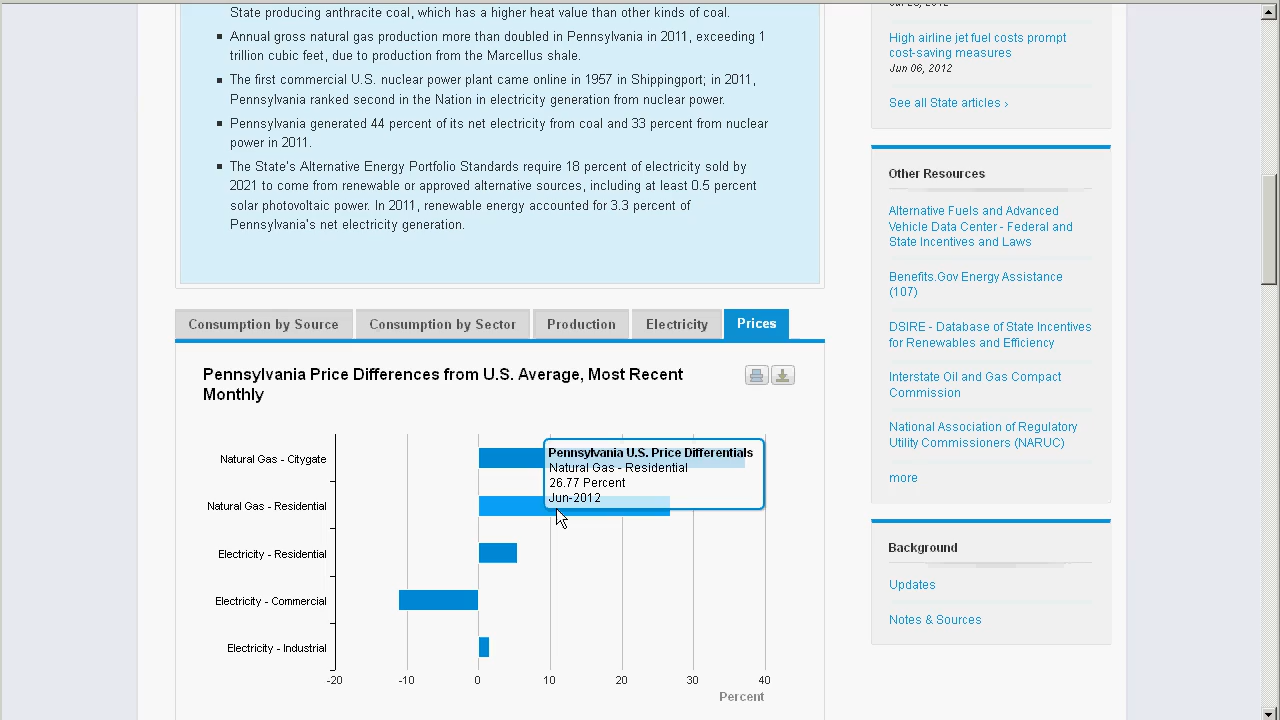 State producing anthracite coal, which has a higher heat value than other kinds of coal.
Annual gross natural gas production more than doubled in Pennsylvania in 2011, exceeding 1
trillion cubic feet, due to production from the Marcellus shale.
The first commercial U.S. nuclear power plant came online in 1957 in Shippingport; in 2011,
Pennsylvania ranked second in the Nation in electricity generation from nuclear power.
Pennsylvania generated 44 percent of its net electricity from coal and 33 percent from nuclear
power in 2011.
The State's Alternative Energy Portfolio Standards require 18 percent of electricity sold by
2021 to come from renewable or approved alternative sources, including at least 0.5 percent
solar photovoltaic power. In 2011, renewable energy accounted for 3.3 percent of
Pennsylvania's net electricity generation.
Consumption by Source
Consumption by Sector
Production
Electricity
Prices
Pennsylvania Price Differences from U.S. Average, Most Recent
Monthly
Natural Gas - Citygate
Natural Gas - Residential
Electricity - Residential
Electricity - Commercial
Electricity - Industrial
Pennsylvania U.S. Price Differentials
Natural Gas - Residential
26.77 Percent
Jun-2012
-20 -10 0 10 20 30 40
Percent
High airline jet fuel costs prompt
cost-saving measures
Jun 06, 2012
See all State articles ›
Other Resources
Alternative Fuels and Advanced
Vehicle Data Center - Federal and
State Incentives and Laws
Benefits.Gov Energy Assistance
(107)
DSIRE - Database of State Incentives
for Renewables and Efficiency
Interstate Oil and Gas Compact
Commission
National Association of Regulatory
Utility Commissioners (NARUC)
more
Background
Updates
Notes & Sources